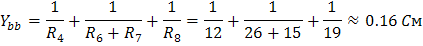 Y_bb = 1/R_4 + 1/(R_6 + R_7) + 1/R_8 = 1/12 + 1/(26 + 15) + 1/19 ≈ 0.16 См